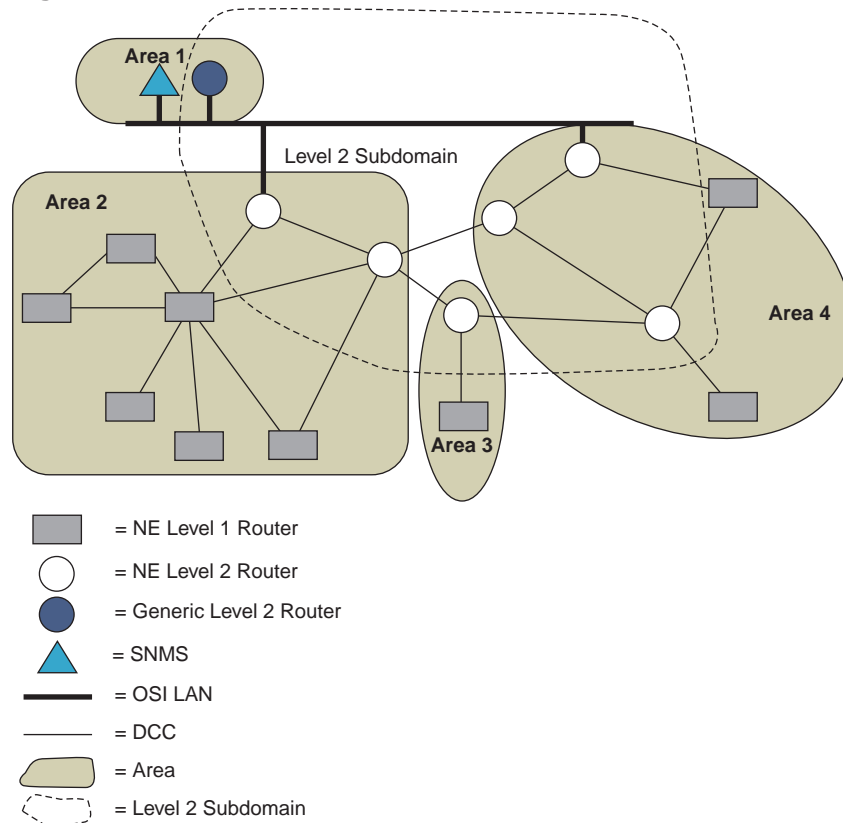 Area 1
Level 2 Subdomain
Area 2
Area 4
Area 3
= NE Level 1 Router
= NE Level 2 Router
= Generic Level 2 Router
= SNMS
= OSI LAN
= DCC
= Area
= Level 2 Subdomain